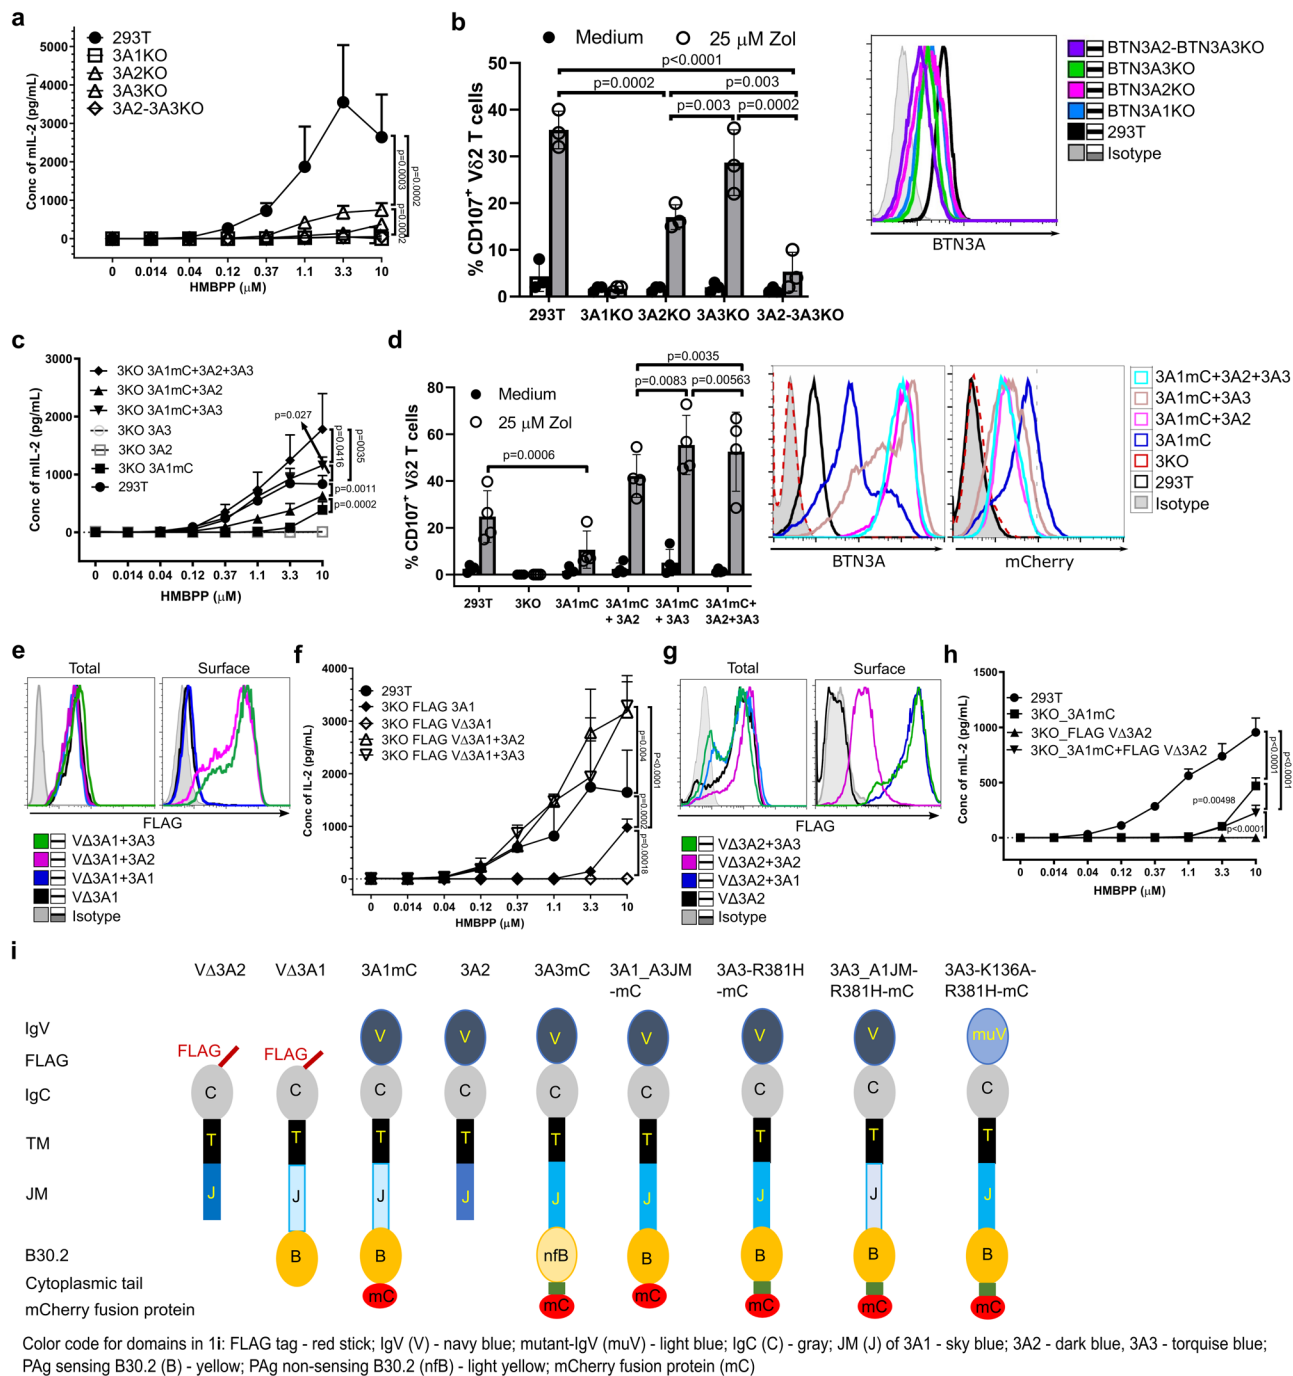 a
Conc of mIL-2 (pg/mL)
5000
4000
3000
2000
1000
0
293T
3A1KO
3A2KO
3A3KO
3A2-3A3KO
p=0.0003
p=0.0002
p=0.00002
0 0.014 0.04 0.12 0.37 1.1 3.3 10
HMBPP (μM)
b
Medium 25 μM Zol
% CD107+ Vδ2 T cells
50
40
30
20
10
0
p<0.0001
p=0.0002 p=0.003
p=0.003 p=0.0002
293T 3A1KO 3A2KO 3A3KO 3A2-3A3KO
BTN3A
BTN3A2-BTN3A3KO
BTN3A3KO
BTN3A2KO
BTN3A1KO
293T
Isotype
c
Conc of mIL-2 (pg/mL)
3000
2000
1000
0
3KO 3A1mC+3A2+3A3
3KO 3A1mC+3A2
3KO 3A1mC+3A3
3KO 3A3
3KO 3A2
3KO 3A1mC
293T
p=0.027
p=0.0416
p=0035
p=0.0011
p=0.0002
0 0.014 0.04 0.12 0.37 1.1 3.3 10
HMBPP (μM)
d
% CD107+ Vδ2 T cells
80
60
40
20
0
Medium
25 μM Zol
p=0.0035
p=0.0083 p=0.00563
p=0.0006
293T 3KO 3A1mC 3A1mC + 3A2 3A1mC + 3A3 3A1mC+ 3A2+3A3
BTN3A
mCherry
3A1mC+3A2+3A3
3A1mC+3A3
3A1mC+3A2
3A1mC
3KO
293T
Isotype
e
Total Surface
FLAG
VΔ3A1+3A3
VΔ3A1+3A2
VΔ3A1+3A1
VΔ3A1
Isotype
f
Conc of IL-2 (pg/mL)
4000
3000
2000
1000
0
293T
3KO FLAG 3A1
3KO FLAG VΔ3A1
3KO FLAG VΔ3A1+3A2
3KO FLAG VΔ3A1+3A3
p=0.004
p<0.0001
p=0.0002
p=0.00018
0 0.014 0.04 0.12 0.37 1.1 3.3 10
HMBPP (μM)
g
Total Surface
FLAG
VΔ3A2+3A3
VΔ3A2+3A2
VΔ3A2+3A1
VΔ3A2
Isotype
h
Conc of mIL-2 (pg/mL)
1500
1000
500
0
293T
3KO_3A1mC
3KO_FLAG VΔ3A2
3KO_3A1mC+FLAG VΔ3A2
p<0.00001
p<0.0001
p=0.00498
p<0.0001
0 0.014 0.04 0.12 0.37 1.1 3.3 10
HMBPP (μM)
i
VΔ3A2 VΔ3A1 3A1mC 3A2 3A3mC 3A1_A3JM -mC 3A3-R381H -mC 3A3_A1JM- R381H-mC 3A3-K136A- R381H-mC
IgV V V V V V V muV
FLAG FLAG FLAG
IgC C C C C C C C C C
TM T T T T T T T T T
JM J J J J J J J J J
B30.2 B B nfB B B B B
Cytoplasmic tail
mCherry fusion protein mC mC mC mC mC mC
Color code for domains in 1i: FLAG tag - red stick; IgV (V) - navy blue; mutant-IgV (muV) - light blue; IgC (C) - gray; JM (J) of 3A1 - sky blue; 3A2 - dark blue, 3A3 - torquise blue;
PAg sensing B30.2 (B) - yellow; PAg non-sensing B30.2 (nfB) - light yellow; mCherry fusion protein (mC)